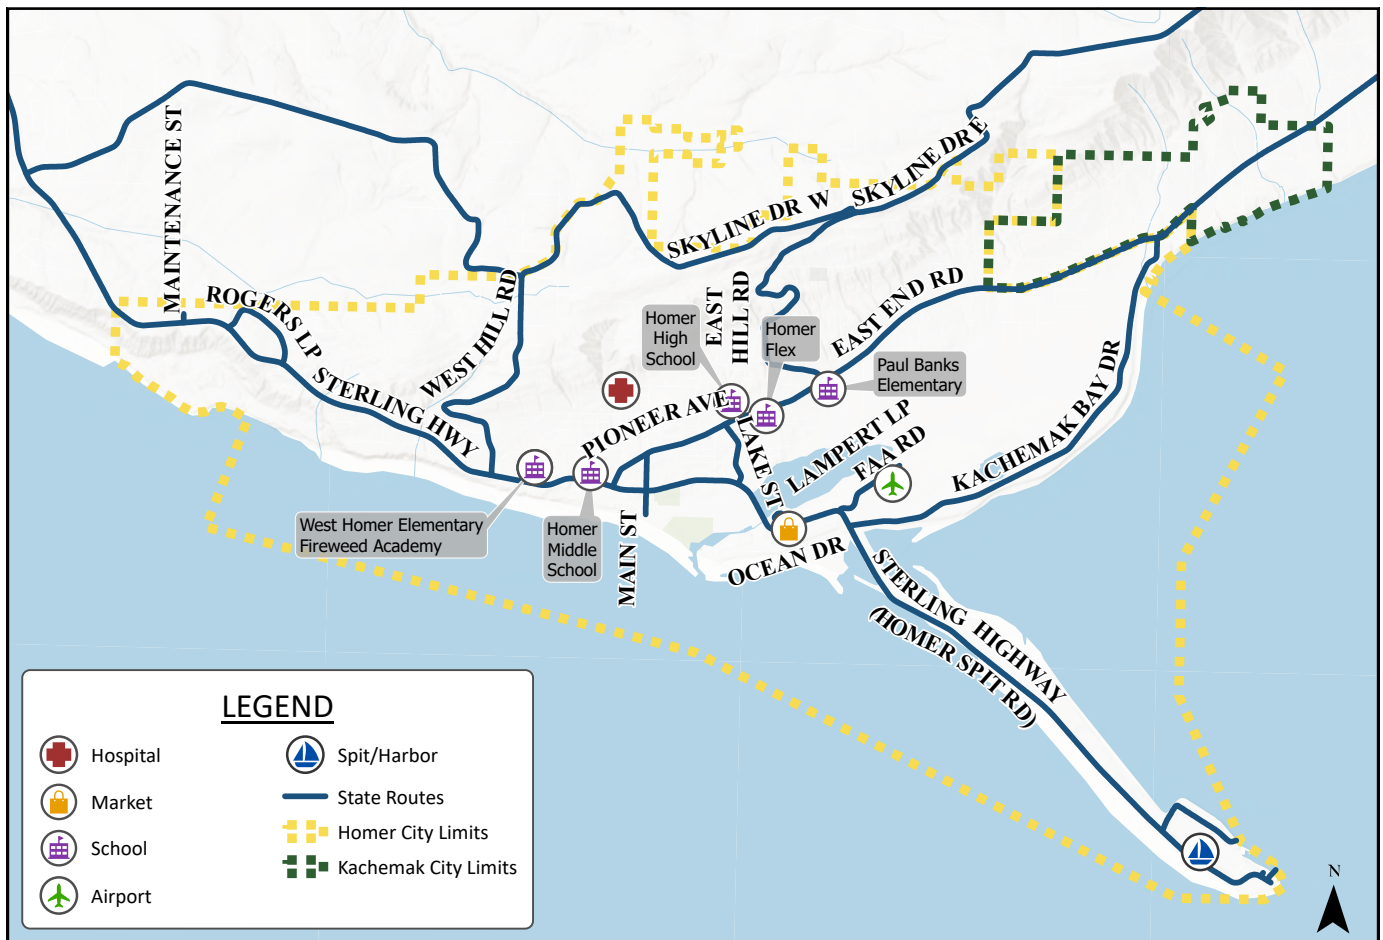 MAINTENANCE ST
ROGERS LP
STERLING HWY
WEST HILL RD
SKYLINE DR W
SKYLINE DR E
EAST
HILL RD
EAST END RD
Homer
High
School
Homer
Flex
Paul Banks
Elementary
PIONEER AVE
LAKE ST
LAMPERT LP
FAA RD
KACHEMAK BAY DR
West Homer Elementary
Fireweed Academy
Homer
Middle
School
MAIN ST
OCEAN DR
STERLING HIGHWAY
(HOMER SPIT RD)
LEGEND
Hospital
Market
School
Airport
Spit/Harbor
State Routes
Homer City Limits
Kachemak City Limits
N